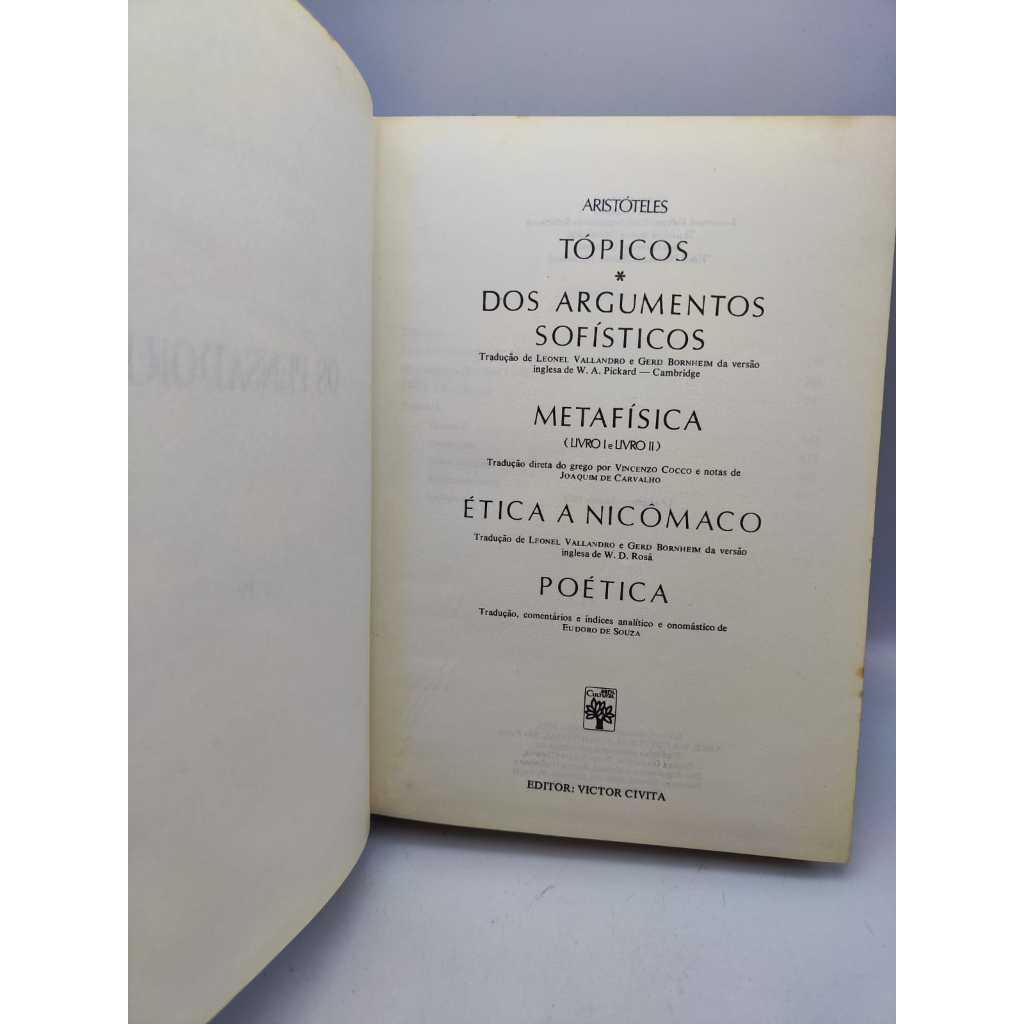 ARISTÓTELES
TÓPICOS
*
DOS ARGUMENTOS
SOFÍSTICOS
Tradução de LEONEL VALLANDRO e GERD BORNHEIM da versão
inglesa de W. A. Pickard — Cambridge
METAFÍSICA
(LIVRO I e LIVRO II)
Tradução direta do grego por VINCENZO COCCO e notas de
JOAQUIM DE CARVALHO
ÉTICA A NICÔMACO
Tradução de LEONEL VALLANDRO e GERD BORNHEIM da versão
inglesa de W. D. Rosá
POÉTICA
Tradução, comentários e índices analítico e onomástico de
EUDORO DE SOUZA
CULTURAL
EDITOR: VICTOR CIVITA